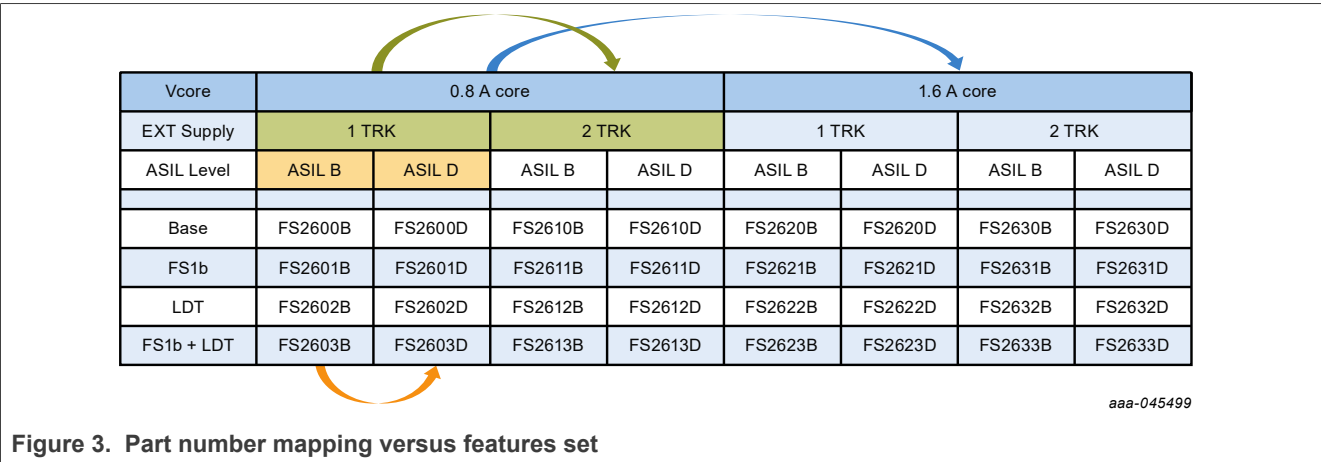 Vcore 0.8 A core 1.6 A core
EXT Supply 1 TRK 2 TRK 1 TRK 2 TRK
ASIL Level ASIL B ASIL D ASIL B ASIL D ASIL B ASIL D ASIL B ASIL D
Base FS2600B FS2600D FS2610B FS2610D FS2620B FS2620D FS2630B FS2630D
FS1b FS2601B FS2601D FS2611B FS2611D FS2621B FS2621D FS2631B FS2631D
LDT FS2602B FS2602D FS2612B FS2612D FS2622B FS2622D FS2632B FS2632D
FS1b + LDT FS2603B FS2603D FS2613B FS2613D FS2623B FS2623D FS2633B FS2633D
aaa-045499
Figure 3. Part number mapping versus features set